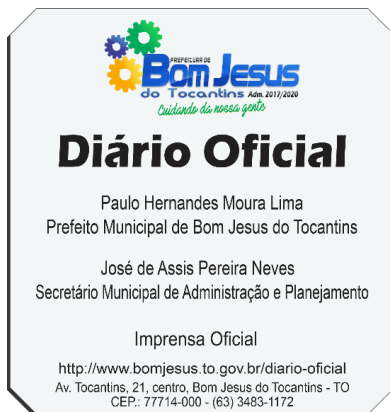 PREFEITURA DE
Bom Jesus
do Tocantins Adm. 2017/2020
Cuidando da nossa gente
Diário Oficial
Paulo Hernandes Moura Lima
Prefeito Municipal de Bom Jesus do Tocantins
José de Assis Pereira Neves
Secretário Municipal de Administração e Planejamento
Imprensa Oficial
http://www.bomjesus.to.gov.br/diario-oficial
Av. Tocantins, 21, centro, Bom Jesus do Tocantins - TO
CEP.: 77714-000 - (63) 3483-1172